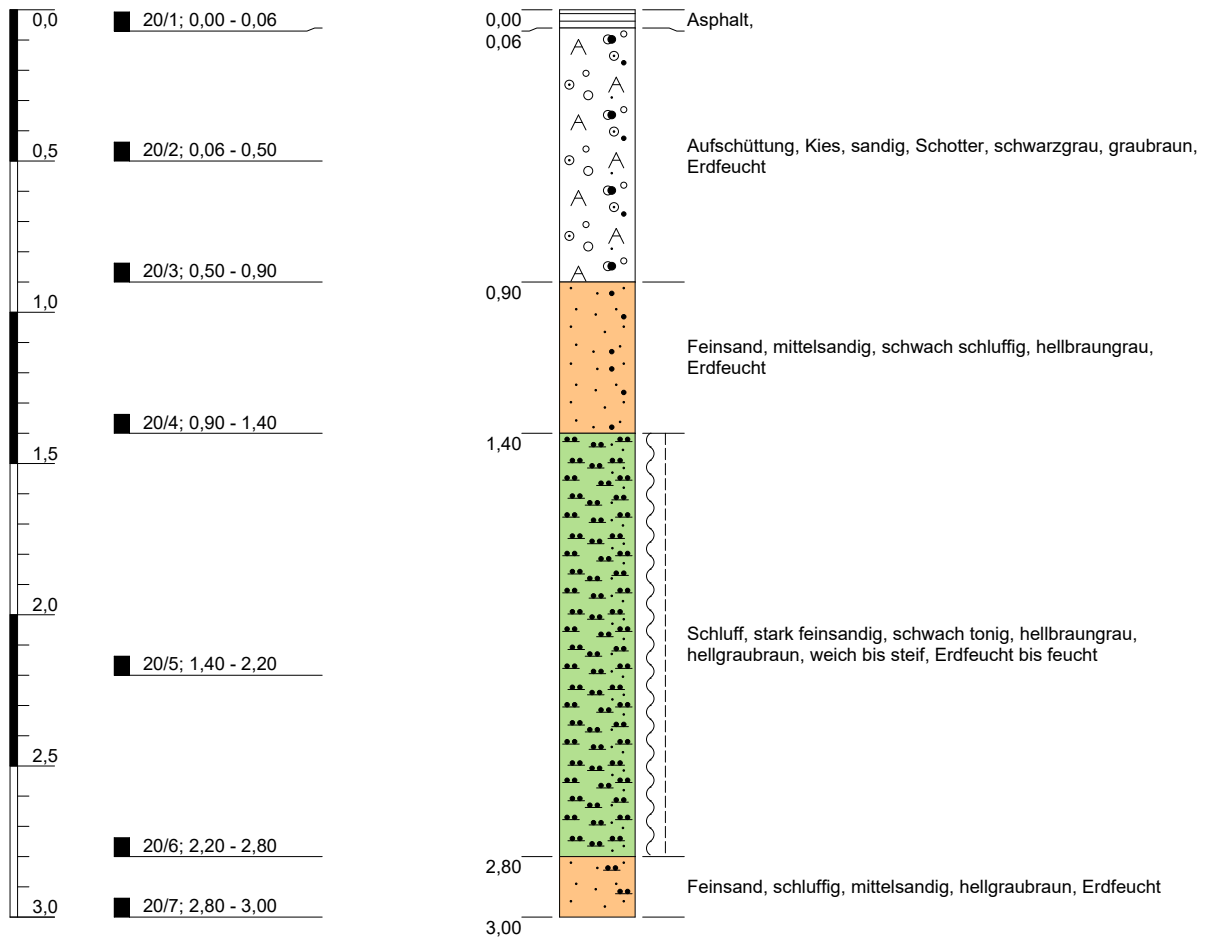 0,0
20/1; 0,00 - 0,06
0,00
Asphalt,
0,06
Aufschüttung, Kies, sandig, Schotter, schwarzgrau, graubraun,
Erdfeucht
0,5
20/2; 0,06 - 0,50
20/3; 0,50 - 0,90
0,90
1,0
Feinsand, mittelsandig, schwach schluffig, hellbraungrau,
Erdfeucht
20/4; 0,90 - 1,40
1,40
1,5
2,0
Schluff, stark feinsandig, schwach tonig, hellbraungrau,
hellgraubraun, weich bis steif, Erdfeucht bis feucht
20/5; 1,40 - 2,20
2,5
20/6; 2,20 - 2,80
2,80
Feinsand, schluffig, mittelsandig, hellgraubraun, Erdfeucht
3,0
20/7; 2,80 - 3,00
3,00